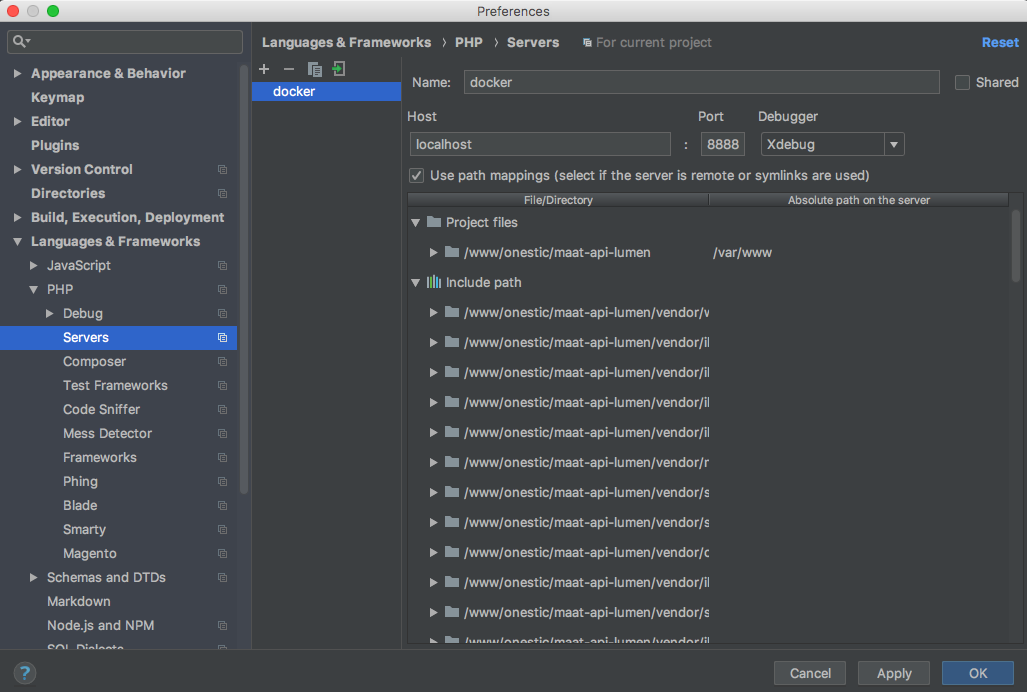 Preferences
Appearance & Behavior
Keymap
Editor
Plugins
Version Control
Directories
Build, Execution, Deployment
Languages & Frameworks
JavaScript
PHP
Debug
Servers
Composer
Test Frameworks
Code Sniffer
Mess Detector
Frameworks
Phing
Blade
Smarty
Magento
Schemas and DTDs
Markdown
Node.js and NPM
SQL Dialects
Languages & Frameworks › PHP › Servers For current project Reset
docker
Name: docker Shared
Host Port Debugger
localhost : 8888 Xdebug
Use path mappings (select if the server is remote or symlinks are used)
File/Directory Absolute path on the server
Project files
/www/onestic/maat-api-lumen /var/www
Include path
/www/onestic/maat-api-lumen/vendor/v
/www/onestic/maat-api-lumen/vendor/il
/www/onestic/maat-api-lumen/vendor/il
/www/onestic/maat-api-lumen/vendor/il
/www/onestic/maat-api-lumen/vendor/il
/www/onestic/maat-api-lumen/vendor/r
/www/onestic/maat-api-lumen/vendor/s
/www/onestic/maat-api-lumen/vendor/s
/www/onestic/maat-api-lumen/vendor/c
/www/onestic/maat-api-lumen/vendor/il
/www/onestic/maat-api-lumen/vendor/s
/www/onestic/maat-api-lumen/vendor/il
? Cancel Apply OK